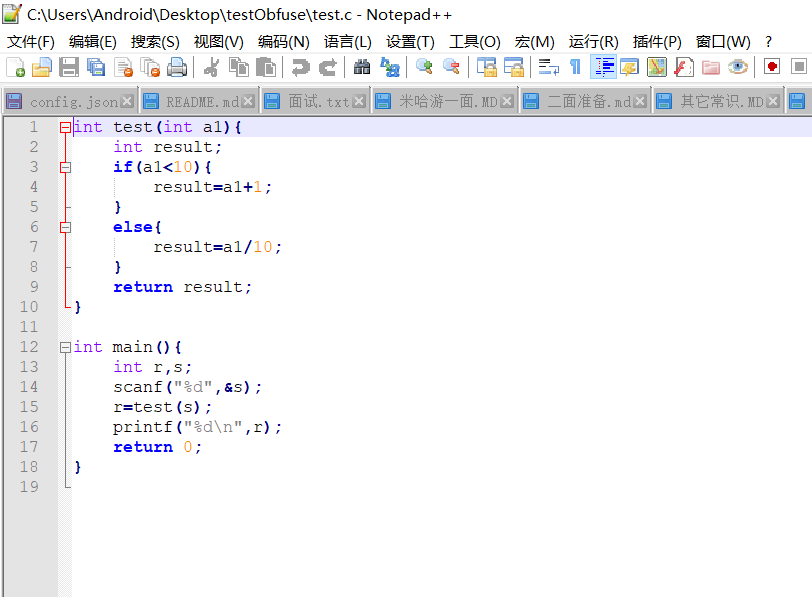 C:\Users\Android\Desktop\testObfuse\test.c - Notepad++
文件(F) 编辑(E) 搜索(S) 视图(V) 编码(N) 语言(L) 设置(T) 工具(O) 宏(M) 运行(R) 插件(P) 窗口(W) ?
config.json README.md 面试.txt 米哈游一面.MD 二面准备.md 其它常识.MD
1 int test(int a1){
2 int result;
3 if(a1<10){
4 result=a1+1;
5 }
6 else{
7 result=a1/10;
8 }
9 return result;
10 }
11
12 int main(){
13 int r,s;
14 scanf("%d",&s);
15 r=test(s);
16 printf("%d\n",r);
17 return 0;
18 }
19